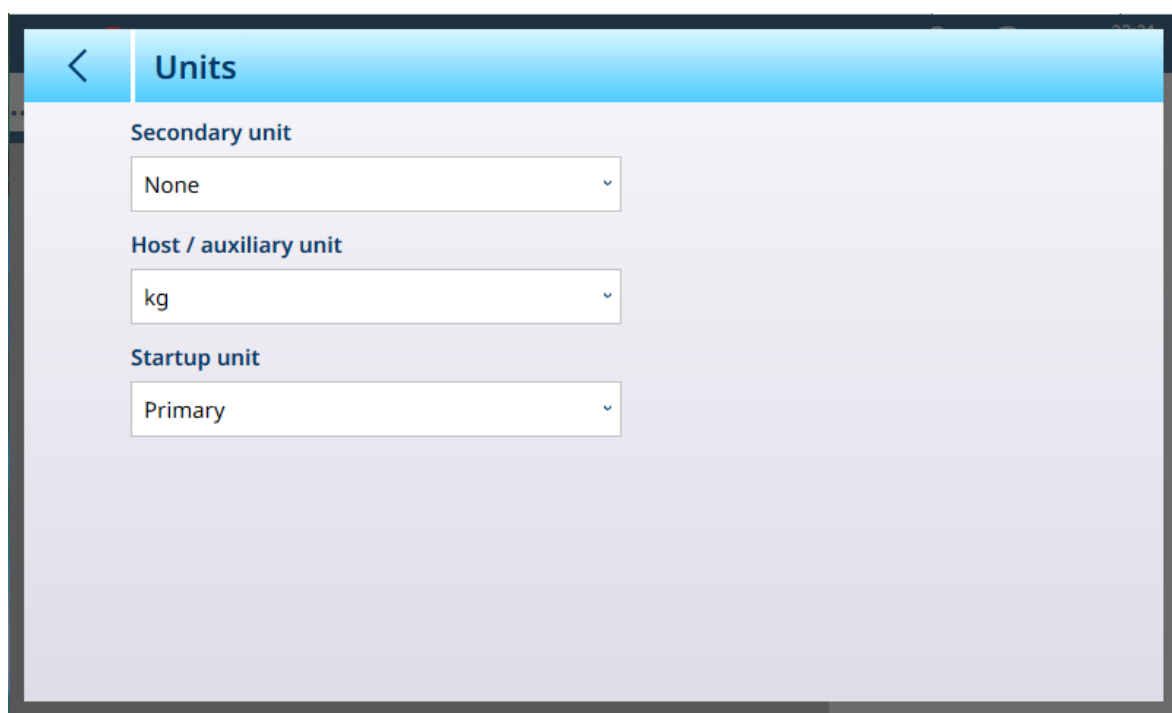 Units
Secondary unit
None
Host / auxiliary unit
kg
Startup unit
Primary